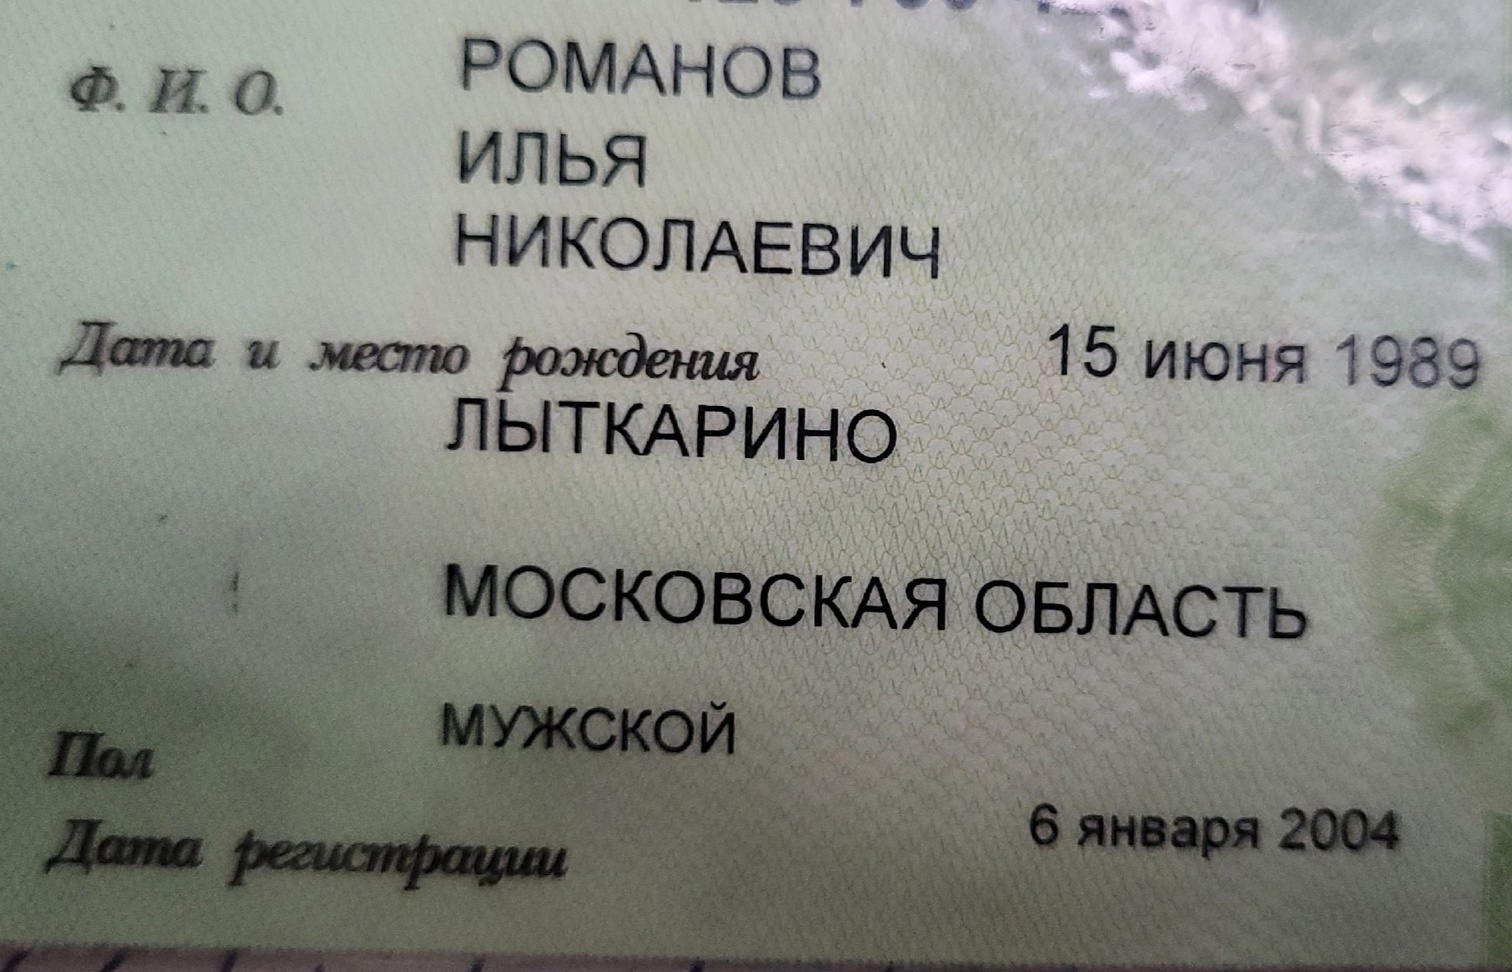 Ф. И. О. РОМАНОВ
ИЛЬЯ
НИКОЛАЕВИЧ
Дата и место рождения 15 июня 1989
ЛЫТКАРИНО
МОСКОВСКАЯ ОБЛАСТЬ
Пол МУЖСКОЙ
Дата регистрации 6 января 2004